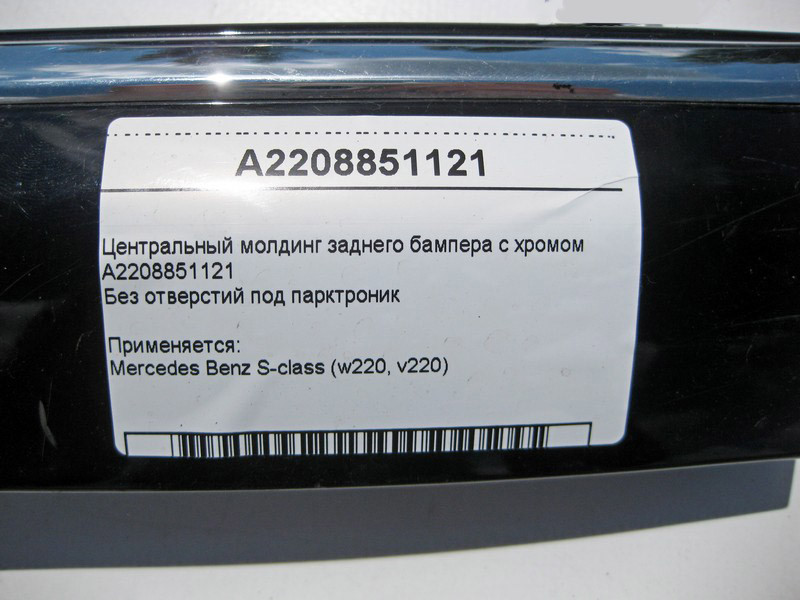 A2208851121
Центральный молдинг заднего бампера с хромом
A2208851121
Без отверстий под парктроник
Применяется:
Mercedes Benz S-class (w220, v220)